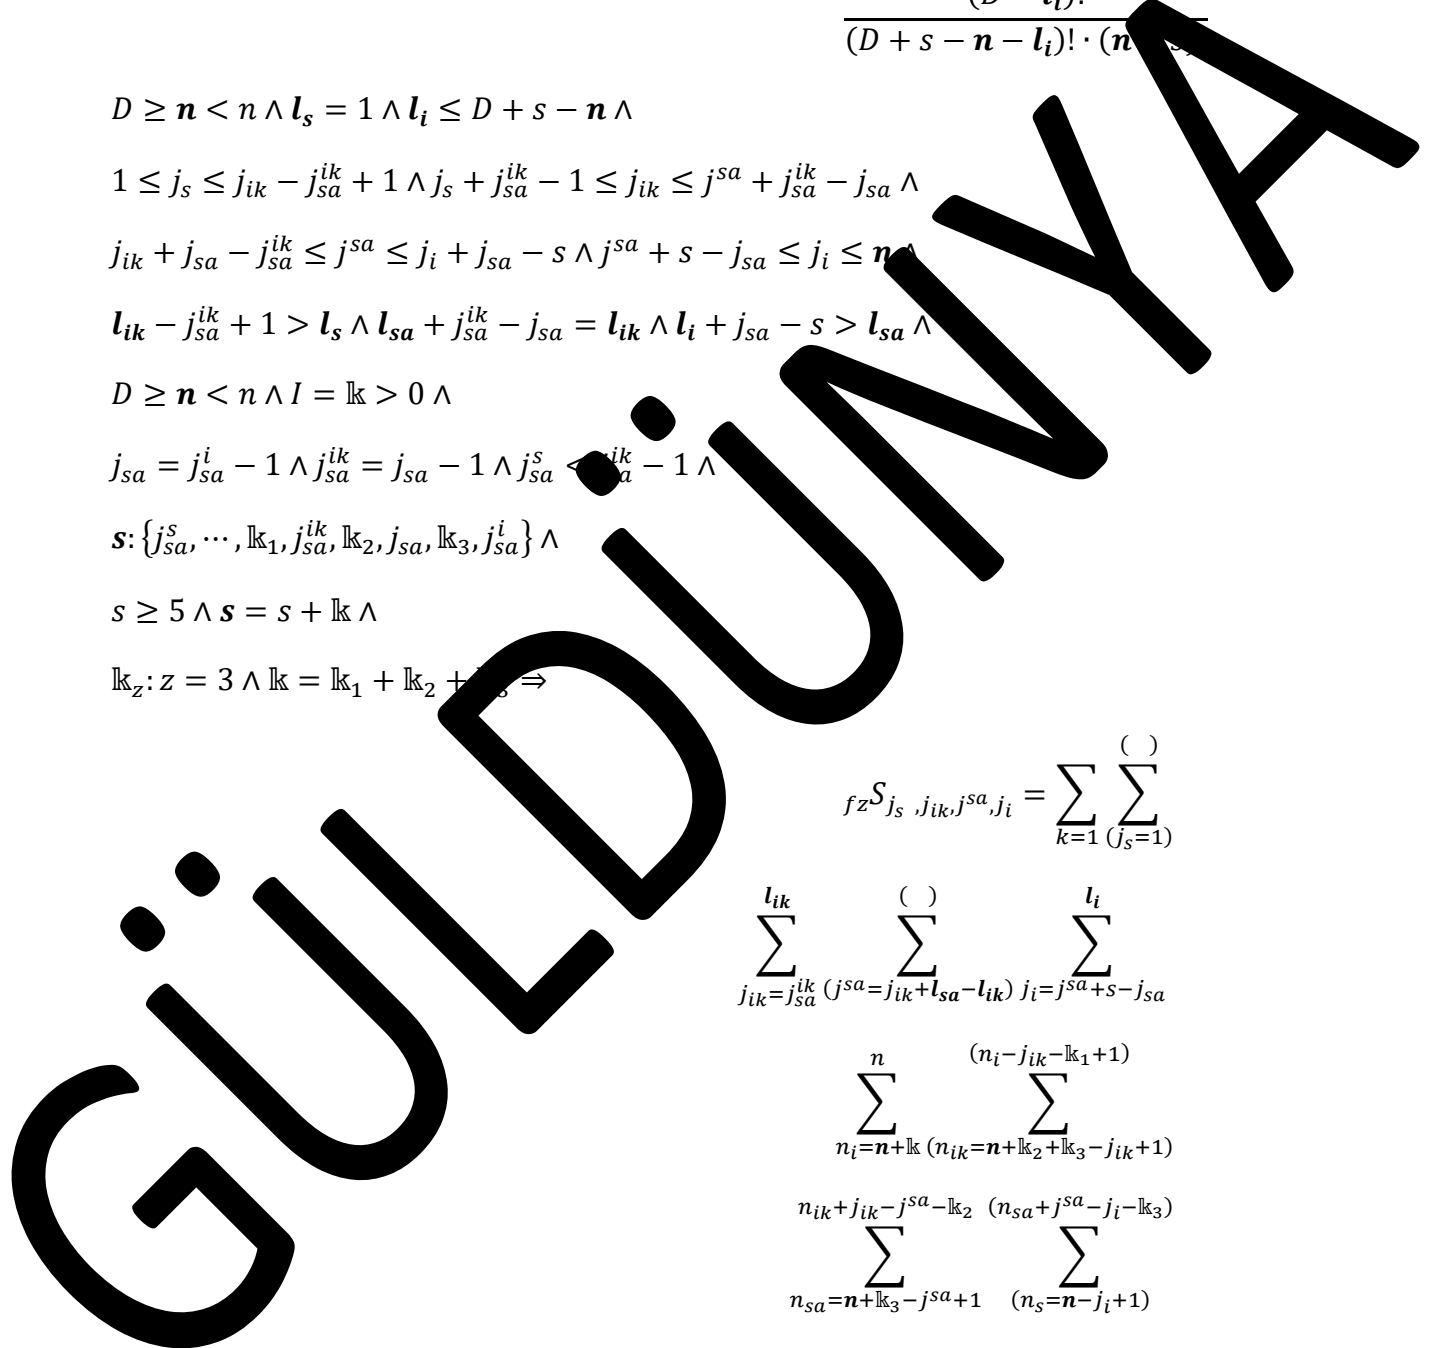 (D − l_i)!
(D + s − n − l_i)! · (n
D ≥ n < n ∧ l_s = 1 ∧ l_i ≤ D + s − n ∧
1 ≤ j_s ≤ j_{ik} − j_{sa}^{ik} + 1 ∧ j_s + j_{sa}^{ik} − 1 ≤ j_{ik} ≤ j^{sa} + j_{sa}^{ik} − j_{sa} ∧
j_{ik} + j_{sa} − j_{sa}^{ik} ≤ j^{sa} ≤ j_i + j_{sa} − s ∧ j^{sa} + s − j_{sa} ≤ j_i ≤ n ∧
l_{ik} − j_{sa}^{ik} + 1 > l_s ∧ l_{sa} + j_{sa}^{ik} − j_{sa} = l_{ik} ∧ l_i + j_{sa} − s > l_{sa} ∧
D ≥ n < n ∧ I = 𝕜 > 0 ∧
j_{sa} = j_{sa}^i − 1 ∧ j_{sa}^{ik} = j_{sa} − 1 ∧ j_{sa}^s < j_{sa}^{ik} − 1 ∧
s: {j_{sa}^s, ⋯, 𝕜_1, j_{sa}^{ik}, 𝕜_2, j_{sa}, 𝕜_3, j_{sa}^i} ∧
s ≥ 5 ∧ s = s + 𝕜 ∧
𝕜_z: z = 3 ∧ 𝕜 = 𝕜_1 + 𝕜_2 + 𝕜_3 ⇒
_{fz}S_{j_s ,j_{ik},j^{sa},j_i} = ∑_{k=1} ∑_{(j_s=1)}^{( )}
∑_{j_{ik}=j_{sa}^{ik}}^{l_{ik}} ∑_{(j^{sa}=j_{ik}+l_{sa}−l_{ik})}^{( )} ∑_{j_i=j^{sa}+s−j_{sa}}^{l_i}
∑_{n_i=n+𝕜}^{n} ∑_{(n_{ik}=n+𝕜_2+𝕜_3−j_{ik}+1)}^{(n_i−j_{ik}−𝕜_1+1)}
∑_{n_{sa}=n+𝕜_3−j^{sa}+1}^{n_{ik}+j_{ik}−j^{sa}−𝕜_2} ∑_{(n_s=n−j_i+1)}^{(n_{sa}+j^{sa}−j_i−𝕜_3)}
GÜLDÜNYA